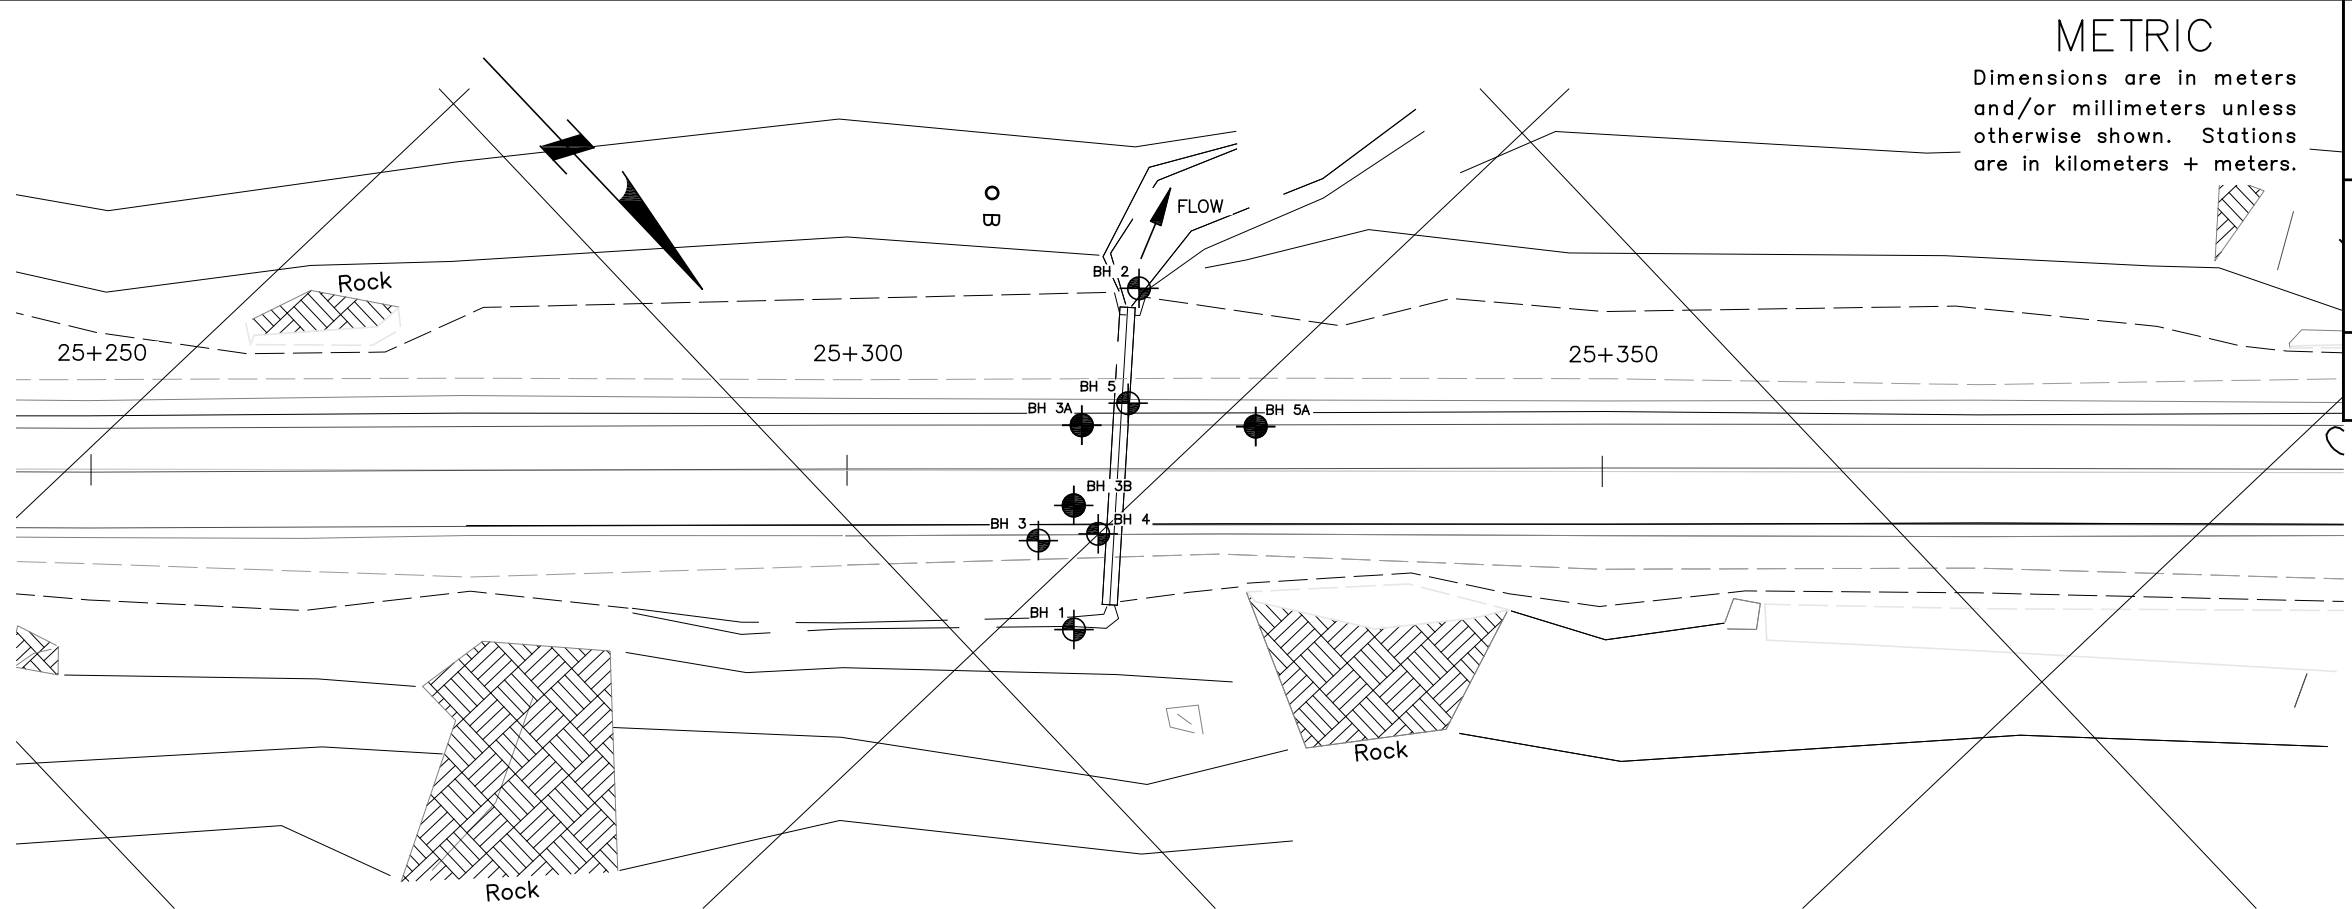 METRIC
Dimensions are in meters
and/or millimeters unless
otherwise shown. Stations
are in kilometers + meters.
O B
FLOW
BH 2
Rock
25+250
25+300
25+350
BH 5
BH 3A
BH 5A
BH 3B
BH 3
BH 4
BH 1
Rock
Rock